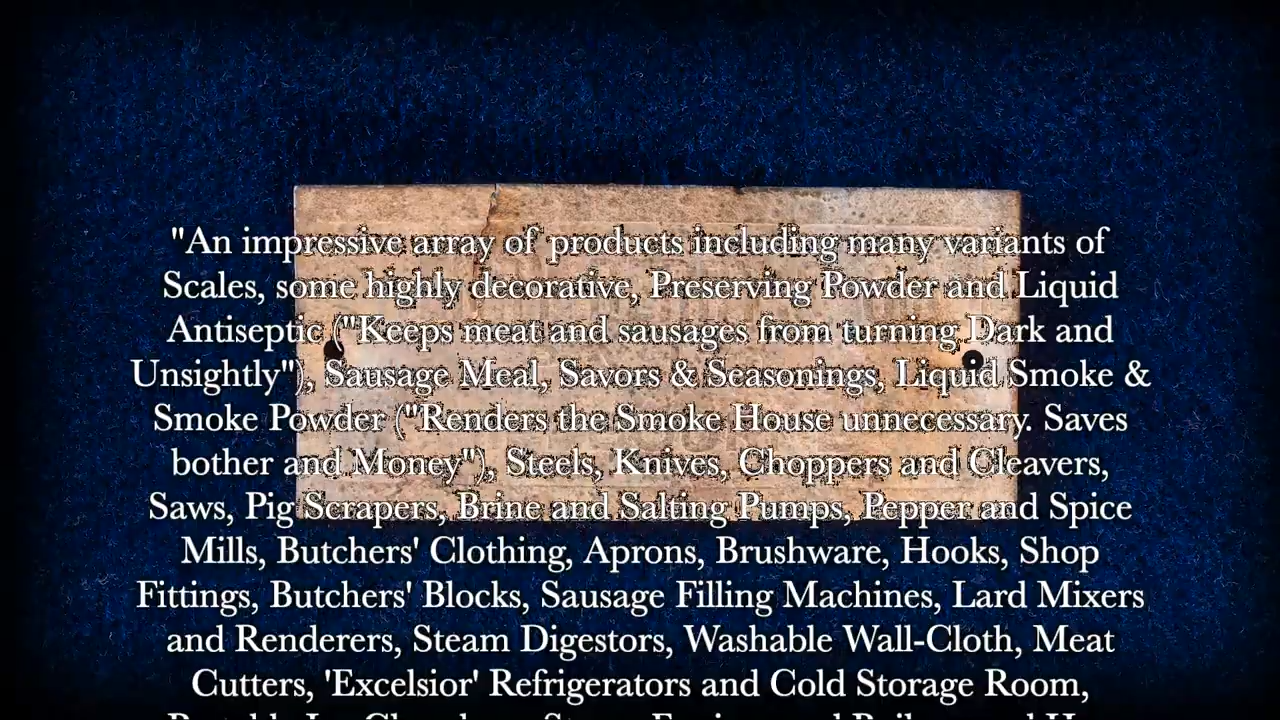 "An impressive array of products including many variants of
Scales, some highly decorative, Preserving Powder and Liquid
Antiseptic ("Keeps meat and sausages from turning Dark and
Unsightly"), Sausage Meal, Savors & Seasonings, Liquid Smoke &
Smoke Powder ("Renders the Smoke House unnecessary. Saves
bother and Money"), Steels, Knives, Choppers and Cleavers,
Saws, Pig Scrapers, Brine and Salting Pumps, Pepper and Spice
Mills, Butchers' Clothing, Aprons, Brushware, Hooks, Shop
Fittings, Butchers' Blocks, Sausage Filling Machines, Lard Mixers
and Renderers, Steam Digestors, Washable Wall-Cloth, Meat
Cutters, 'Excelsior' Refrigerators and Cold Storage Room,